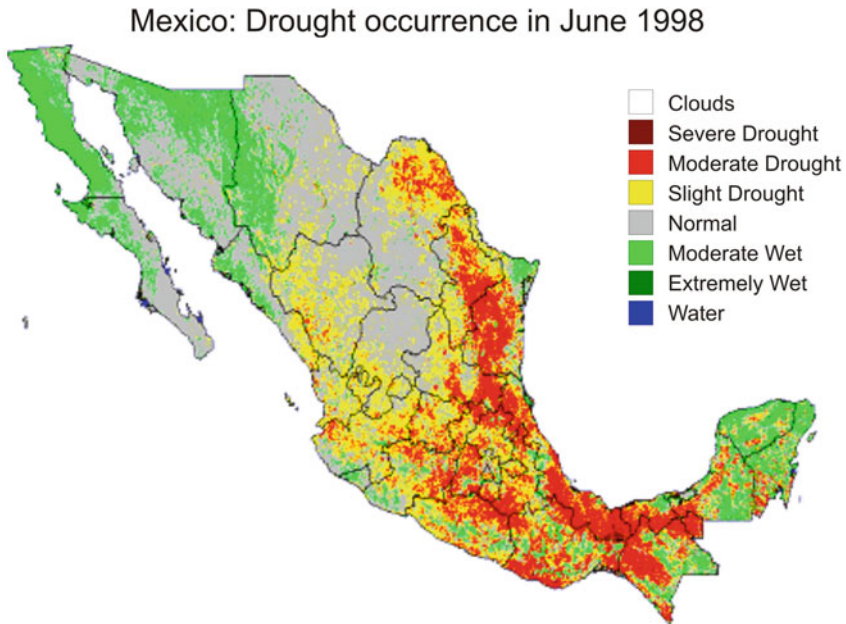 Mexico: Drought occurrence in June 1998
Clouds
Severe Drought
Moderate Drought
Slight Drought
Normal
Moderate Wet
Extremely Wet
Water